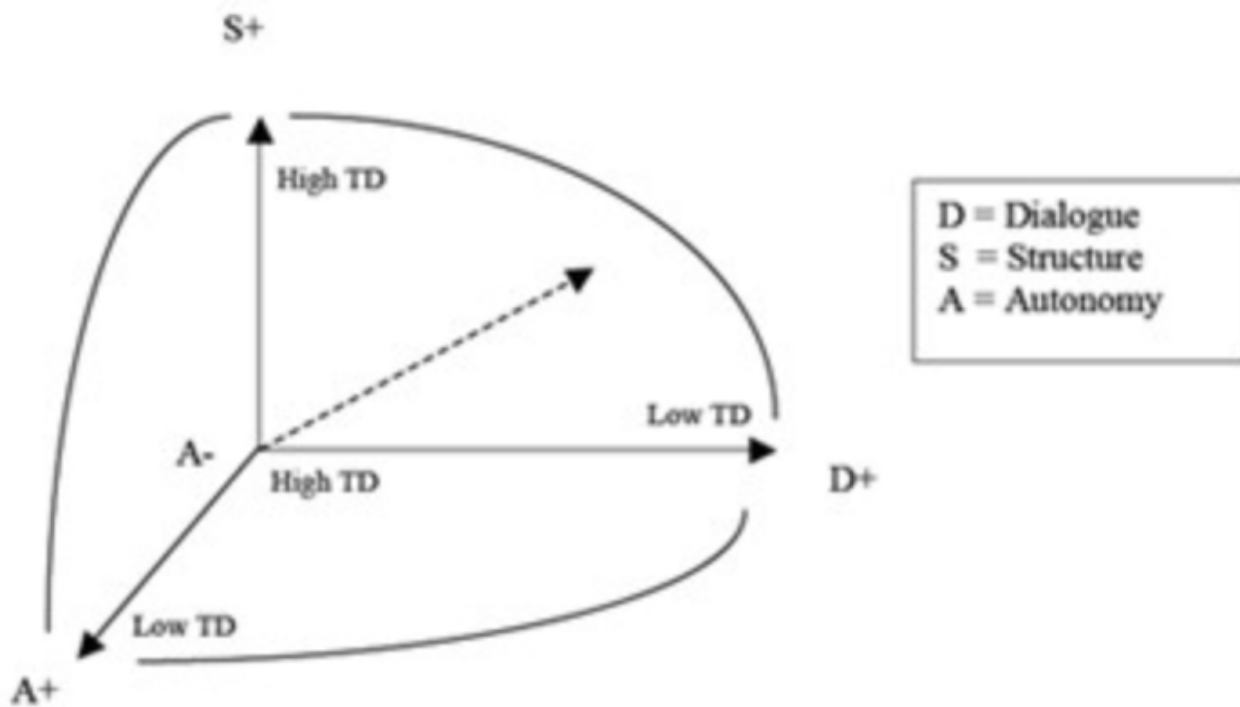 S+
High TD
D = Dialogue
S = Structure
A = Autonomy
Low TD
A-
High TD
D+
Low TD
A+